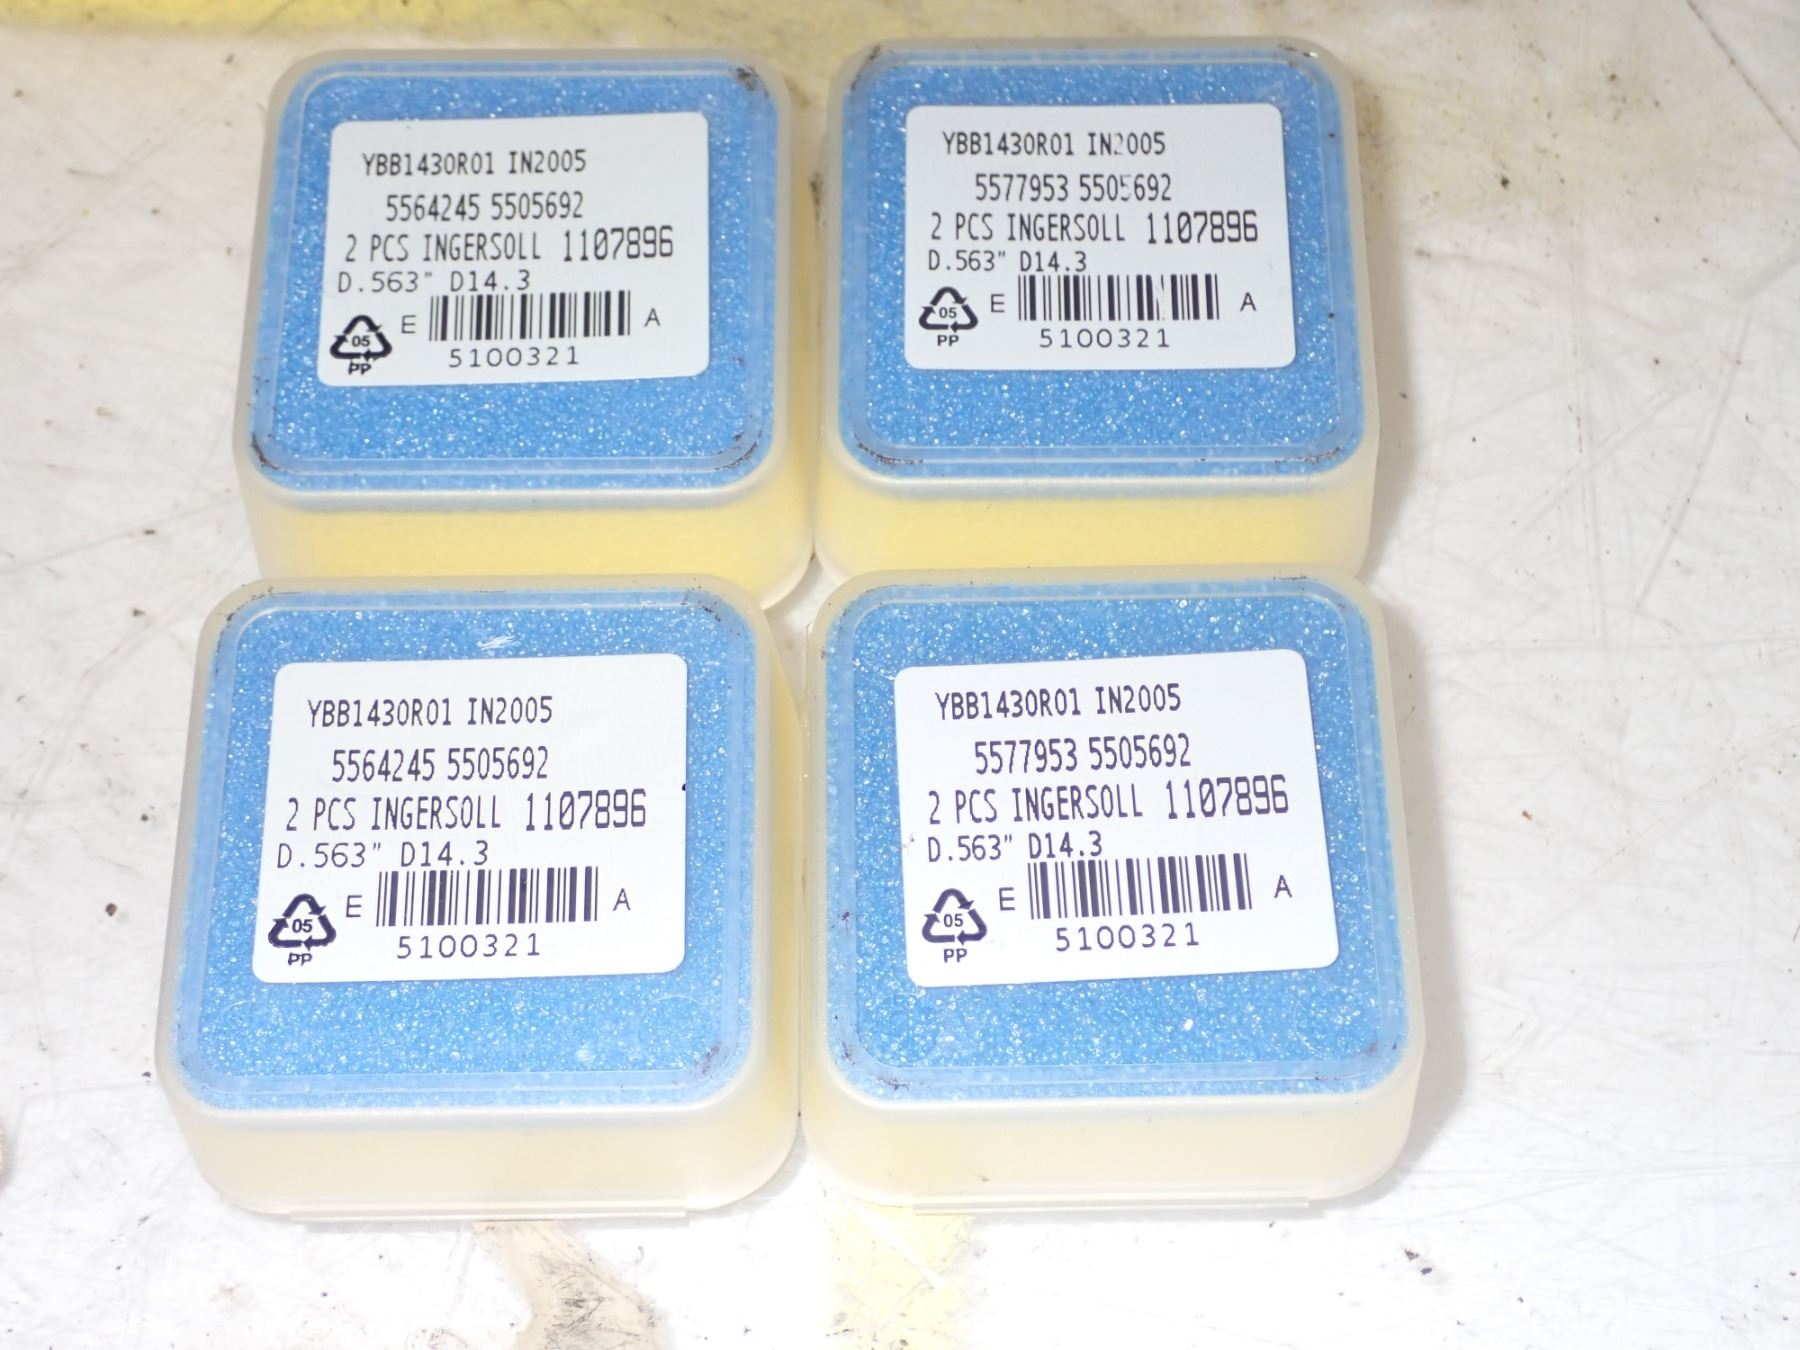 YBB1430R01 IN2005
5564245 5505692
2 PCS INGERSOLL 1107896
D.563" D14.3
E A
05
PP
5100321
YBB1430R01 IN2005
5577953 5505692
2 PCS INGERSOLL 1107896
D.563" D14.3
E A
05
PP
5100321
YBB1430R01 IN2005
5564245 5505692
2 PCS INGERSOLL 1107896
D.563" D14.3
E A
05
PP
5100321
YBB1430R01 IN2005
5577953 5505692
2 PCS INGERSOLL 1107896
D.563" D14.3
E A
05
PP
5100321